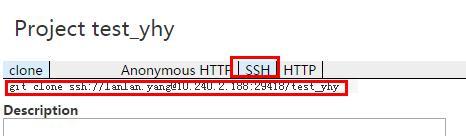 Project test_yhy
clone Anonymous HTTP SSH HTTP
git clone ssh://lanlan.yang@10.240.2.188:29418/test_yhy
Description